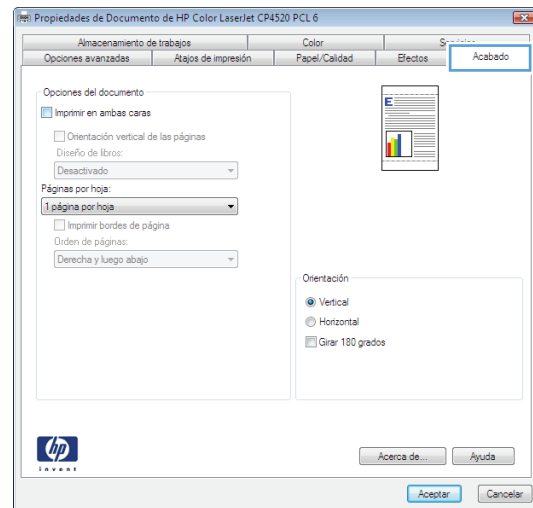 Propiedades de Documento de HP Color LaserJet CP4520 PCL 6
Almacenamiento de trabajos
Color
Opciones avanzadas
Atajos de impresión
Papel/Calidad
Efectos
Acabado
Opciones del documento
Imprimir en ambas caras
Orientación vertical de las páginas
Diseño de libros:
Desactivado
Páginas por hoja:
1 página por hoja
Imprimir bordes de página
Orden de páginas:
Derecha y luego abajo
E
Orientación
Vertical
Horizontal
Girar 180 grados
hp
invent
Acerca de...
Ayuda
Aceptar
Cancelar